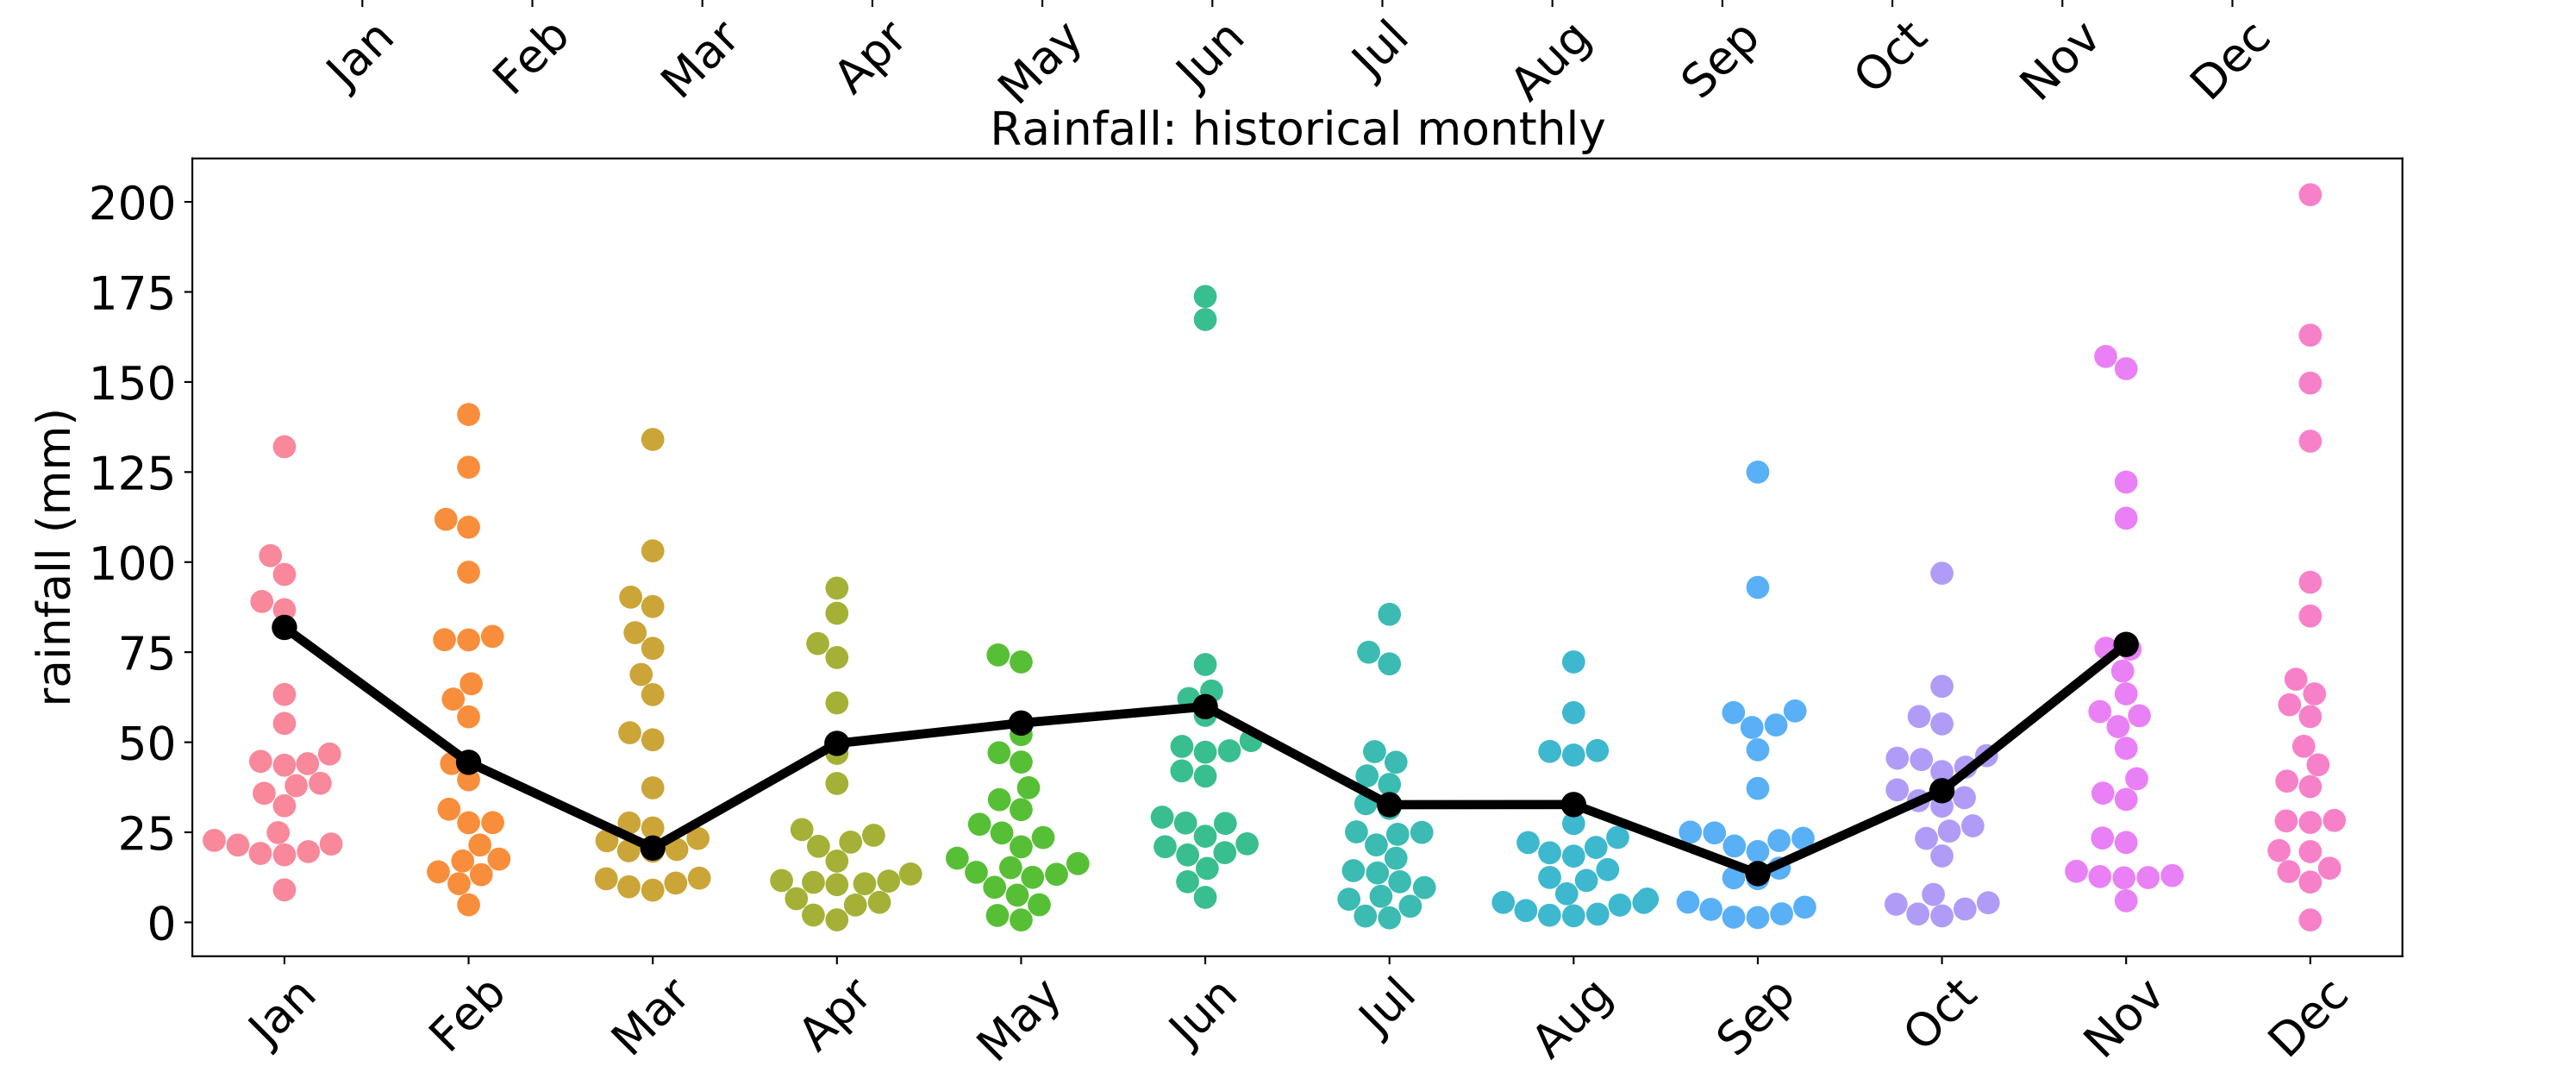 Jan Feb Mar Apr May Jun Jul Aug Sep Oct Nov Dec
Rainfall: historical monthly
rainfall (mm)
200
175
150
125
100
75
50
25
0
Jan Feb Mar Apr May Jun Jul Aug Sep Oct Nov Dec